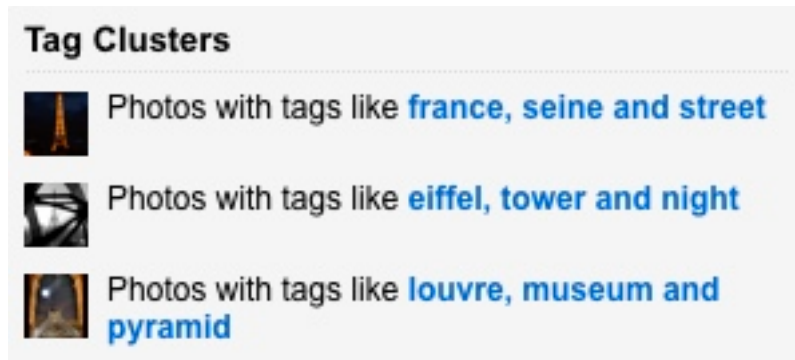 Tag Clusters
Photos with tags like france, seine and street
Photos with tags like eiffel, tower and night
Photos with tags like louvre, museum and
pyramid